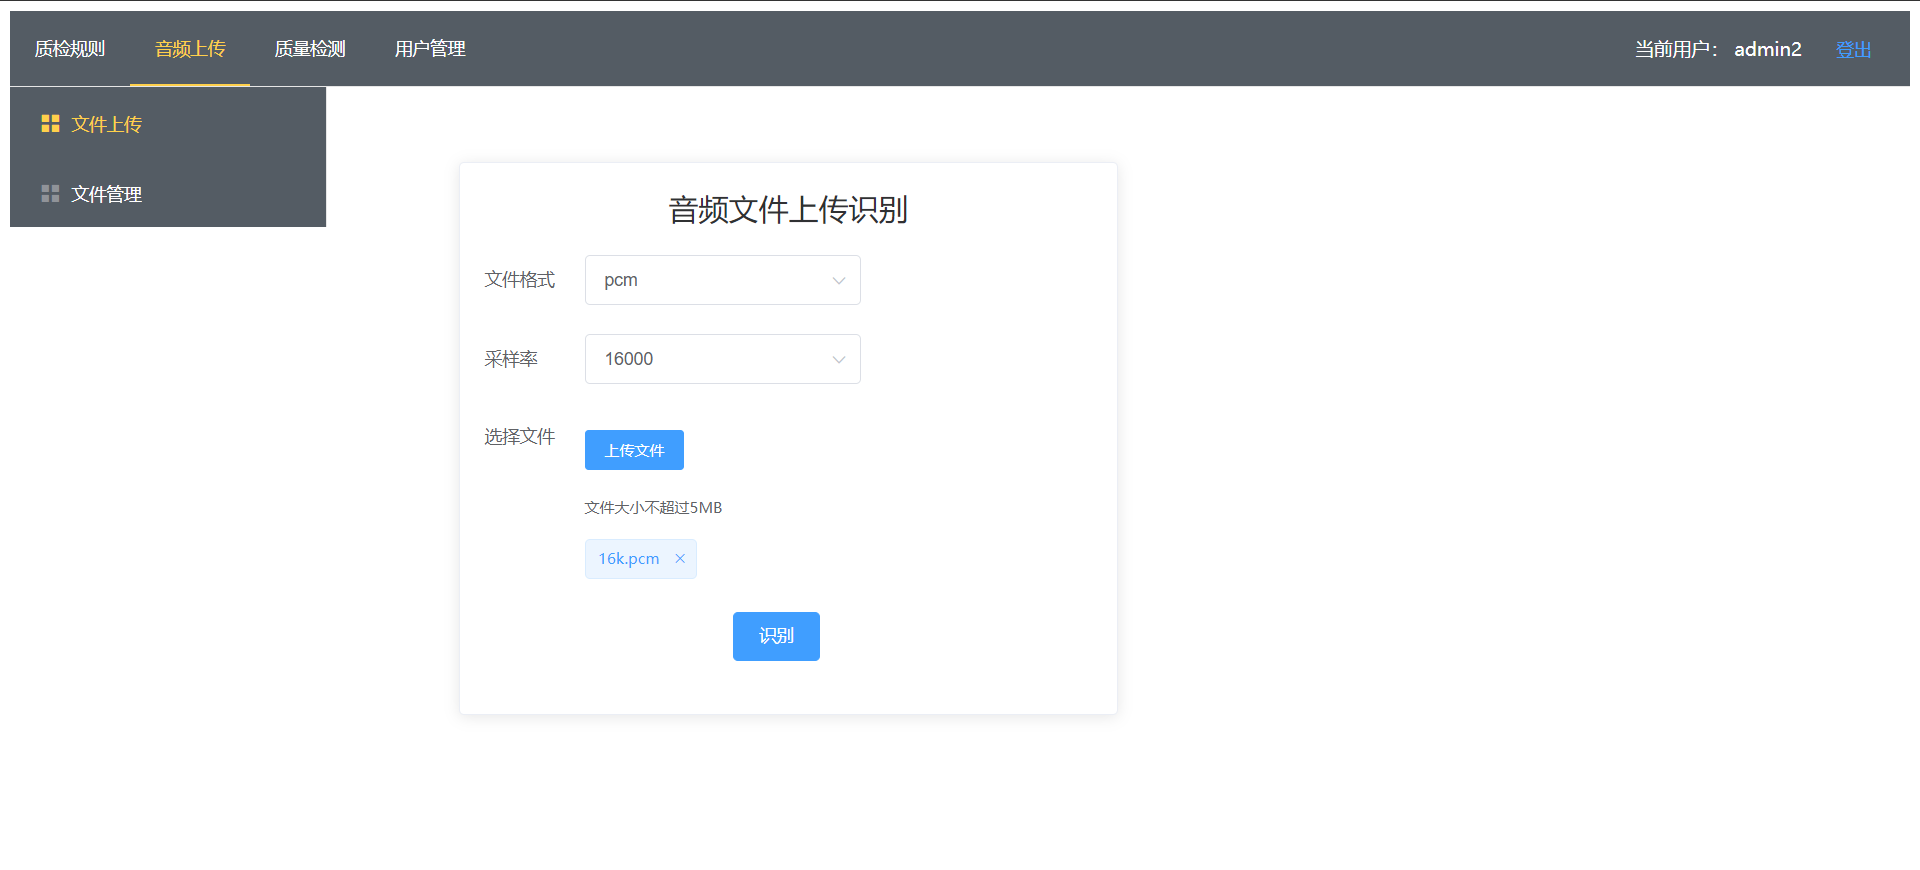 质检规则 音频上传 质量检测 用户管理 当前用户： admin2 登出
文件上传
文件管理
音频文件上传识别
文件格式 pcm
采样率 16000
选择文件 上传文件
文件大小不超过5MB
16k.pcm ×
识别